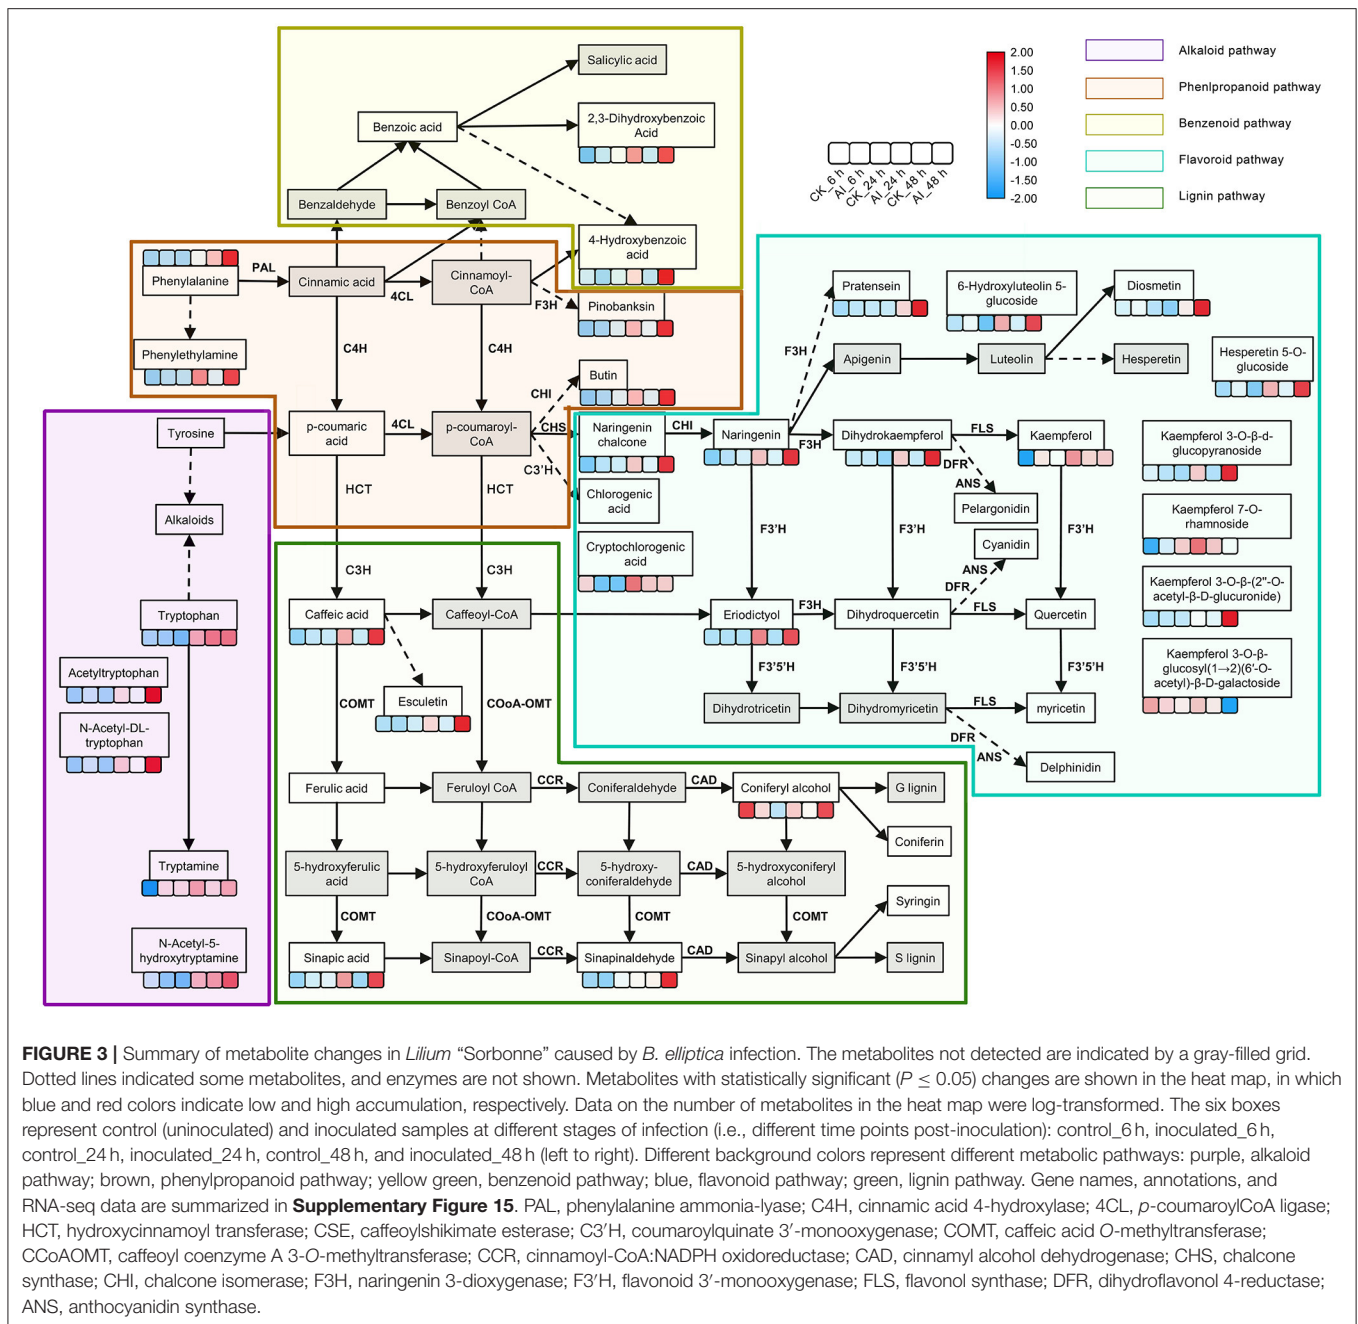 Salicylic acid
Benzoic acid
2,3-Dihydroxybenzoic
Acid
Benzaldehyde
Benzoyl CoA
4-Hydroxybenzoic
acid
2.00
1.50
1.00
0.50
0.00
-0.50
-1.00
-1.50
-2.00
CK_6 h
AI_6 h
CK_24 h
AI_24 h
CK_48 h
AI_48 h
Alkaloid pathway
Phenlpropanoid pathway
Benzenoid pathway
Flavoroid pathway
Lignin pathway
Phenylalanine
PAL
Cinnamic acid
4CL
Cinnamoyl-
CoA
F3H
Pinobanksin
Phenylethylamine
C4H
C4H
Butin
CHI
p-coumaric
acid
4CL
p-coumaroyl-
CoA
CHS
C3'H
HCT
HCT
Tyrosine
Alkaloids
Tryptophan
Acetyltryptophan
N-Acetyl-DL-
tryptophan
Tryptamine
N-Acetyl-5-
hydroxytryptamine
Naringenin
chalcone
CHI
Naringenin
F3H
F3H
Chlorogenic
acid
Cryptochlorogenic
acid
Pratensein
6-Hydroxyluteolin 5-
glucoside
Diosmetin
Apigenin
Luteolin
Hesperetin
Hesperetin 5-O-
glucoside
Dihydrokaempferol
FLS
Kaempferol
DFR
ANS
Pelargonidin
F3'H
F3'H
F3'H
Cyanidin
ANS
DFR
Eriodictyol
F3H
Dihydroquercetin
FLS
Quercetin
F3'5'H
F3'5'H
F3'5'H
Dihydrotricetin
Dihydromyricetin
FLS
myricetin
DFR
ANS
Delphinidin
Kaempferol 3-O-β-d-
glucopyranoside
Kaempferol 7-O-
rhamnoside
Kaempferol 3-O-β-(2"-O-
acetyl-β-D-glucuronide)
Kaempferol 3-O-β-
glucosyl(1→2)(6'-O-
acetyl)-β-D-galactoside
C3H
C3H
Caffeic acid
Caffeoyl-CoA
Esculetin
COMT
COoA-OMT
Ferulic acid
Feruloyl CoA
CCR
Coniferaldehyde
CAD
Coniferyl alcohol
G lignin
Coniferin
5-hydroxyferulic
acid
5-hydroxyferuloyl
CoA
CCR
5-hydroxy-
coniferaldehyde
CAD
5-hydroxyconiferyl
alcohol
COMT
COoA-OMT
COMT
COMT
Syringin
Sinapic acid
Sinapoyl-CoA
CCR
Sinapinaldehyde
CAD
Sinapyl alcohol
S lignin
FIGURE 3 | Summary of metabolite changes in Lilium “Sorbonne” caused by B. elliptica infection. The metabolites not detected are indicated by a gray-filled grid.
Dotted lines indicated some metabolites, and enzymes are not shown. Metabolites with statistically significant (P ≤ 0.05) changes are shown in the heat map, in which
blue and red colors indicate low and high accumulation, respectively. Data on the number of metabolites in the heat map were log-transformed. The six boxes
represent control (uninoculated) and inoculated samples at different stages of infection (i.e., different time points post-inoculation): control_6 h, inoculated_6 h,
control_24 h, inoculated_24 h, control_48 h, and inoculated_48 h (left to right). Different background colors represent different metabolic pathways: purple, alkaloid
pathway; brown, phenylpropanoid pathway; yellow green, benzenoid pathway; blue, flavonoid pathway; green, lignin pathway. Gene names, annotations, and
RNA-seq data are summarized in Supplementary Figure 15. PAL, phenylalanine ammonia-lyase; C4H, cinnamic acid 4-hydroxylase; 4CL, p-coumaroylCoA ligase;
HCT, hydroxycinnamoyl transferase; CSE, caffeoylshikimate esterase; C3′H, coumaroylquinate 3′-monooxygenase; COMT, caffeic acid O-methyltransferase;
CCoAOMT, caffeoyl coenzyme A 3-O-methyltransferase; CCR, cinnamoyl-CoA:NADPH oxidoreductase; CAD, cinnamyl alcohol dehydrogenase; CHS, chalcone
synthase; CHI, chalcone isomerase; F3H, naringenin 3-dioxygenase; F3′H, flavonoid 3′-monooxygenase; FLS, flavonol synthase; DFR, dihydroflavonol 4-reductase;
ANS, anthocyanidin synthase.